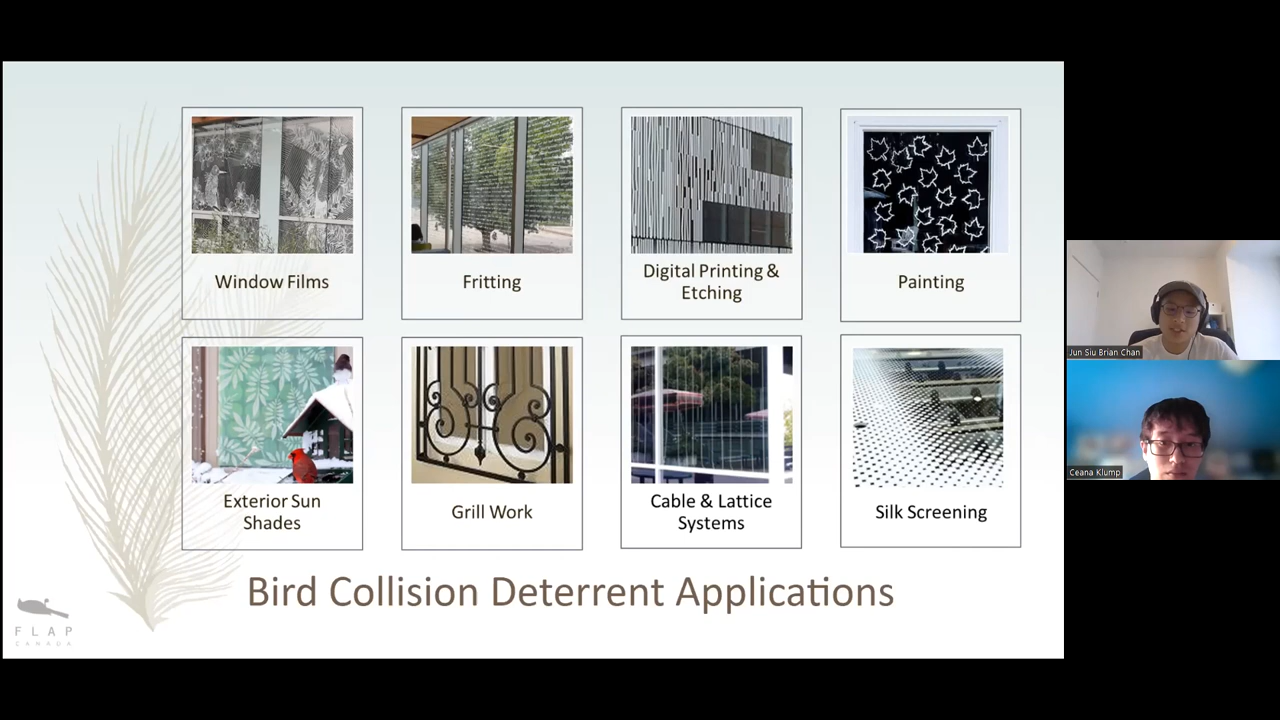 Window Films
Fritting
Digital Printing &
Etching
Painting
Exterior Sun
Shades
Grill Work
Cable & Lattice
Systems
Silk Screening
Bird Collision Deterrent Applications
FLAP
CANADA
Jun Siu Brian Chan
Ceana Klump